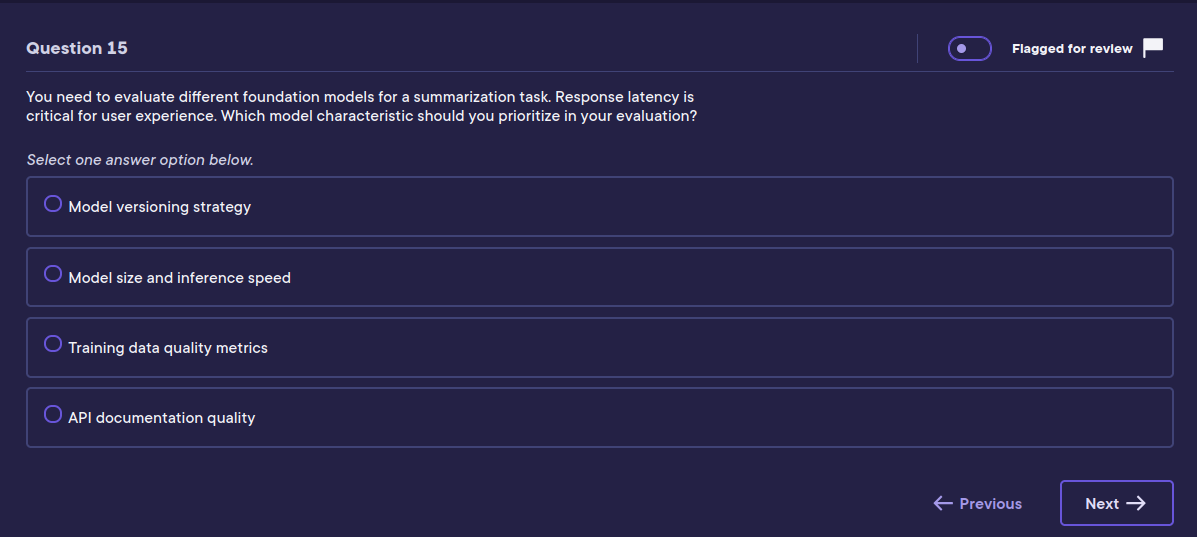 Question 15
Flagged for review
You need to evaluate different foundation models for a summarization task. Response latency is
critical for user experience. Which model characteristic should you prioritize in your evaluation?
Select one answer option below.
Model versioning strategy
Model size and inference speed
Training data quality metrics
API documentation quality
Previous
Next